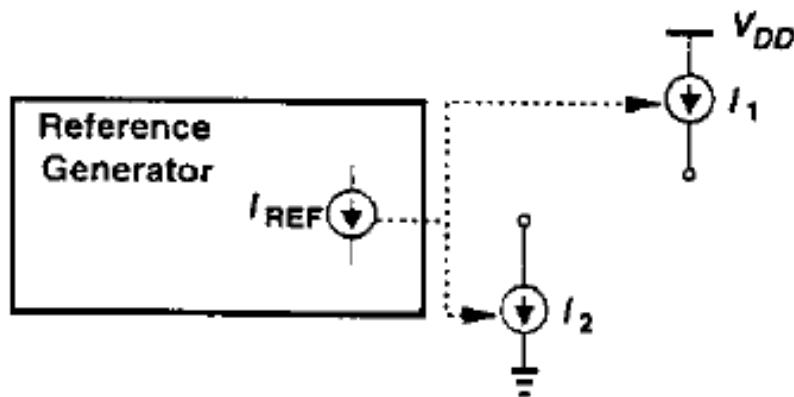 V_DD
Reference
Generator
I_REF
I_1
I_2